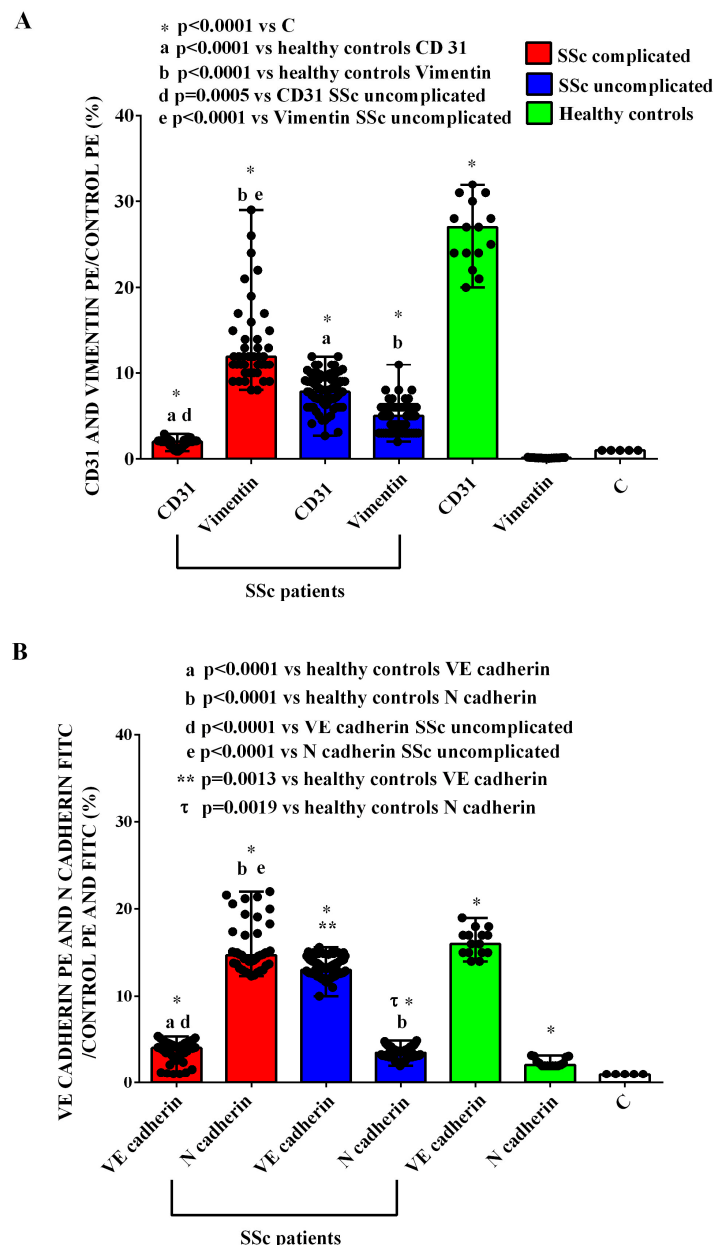 A
* p<0.0001 vs C
a p<0.0001 vs healthy controls CD 31
b p<0.0001 vs healthy controls Vimentin
d p=0.0005 vs CD31 SSc uncomplicated
e p<0.0001 vs Vimentin SSc uncomplicated
SSc complicated
SSc uncomplicated
Healthy controls
CD31 AND VIMENTIN PE/CONTROL PE (%)
40
30
20
10
0
*
a d
*
b e
*
a
*
b
*
CD31
Vimentin
CD31
Vimentin
CD31
Vimentin
C
SSc patients
B
a p<0.0001 vs healthy controls VE cadherin
b p<0.0001 vs healthy controls N cadherin
d p<0.0001 vs VE cadherin SSc uncomplicated
e p<0.0001 vs N cadherin SSc uncomplicated
** p=0.0013 vs healthy controls VE cadherin
τ p=0.0019 vs healthy controls N cadherin
VE CADHERIN PE AND N CADHERIN FITC
/CONTROL PE AND FITC (%)
40
30
20
10
0
*
a d
*
b e
*
**
τ *
b
*
*
VE cadherin
N cadherin
VE cadherin
N cadherin
VE cadherin
N cadherin
C
SSc patients